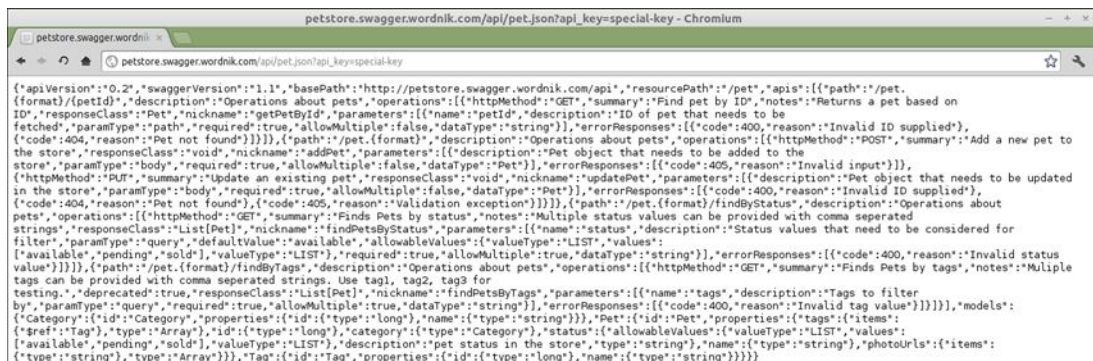 petstore.swagger.wordnik.com/api/pet.json?api_key=special-key - Chromium
petstore.swagger.wordnik
petstore.swagger.wordnik.com/api/pet.json?api_key=special-key
{"apiVersion":"0.2","swaggerVersion":"1.1","basePath":"http://petstore.swagger.wordnik.com/api","resourcePath":"/pet","apis":[{"path":"/pet.
{format}/{petId}","description":"Operations about pets","operations":[{"httpMethod":"GET","summary":"Find pet by ID","notes":"Returns a pet based on
ID","responseClass":"Pet","nickname":"getPetById","parameters":[{"name":"petId","description":"ID of pet that needs to be
fetched","paramType":"path","required":true,"allowMultiple":false,"dataType":"string"}],"errorResponses":[{"code":400,"reason":"Invalid ID supplied"},
{"code":404,"reason":"Pet not found"}]}]},{"path":"/pet.{format}","description":"Operations about pets","operations":[{"httpMethod":"POST","summary":"Add a new pet to
the store","responseClass":"void","nickname":"addPet","parameters":[{"description":"Pet object that needs to be added to the
store","paramType":"body","required":true,"allowMultiple":false,"dataType":"Pet"}],"errorResponses":[{"code":405,"reason":"Invalid input"}]},
{"httpMethod":"PUT","summary":"Update an existing pet","responseClass":"void","nickname":"updatePet","parameters":[{"description":"Pet object that needs to be updated
in the store","paramType":"body","required":true,"allowMultiple":false,"dataType":"Pet"}],"errorResponses":[{"code":400,"reason":"Invalid ID supplied"},
{"code":404,"reason":"Pet not found"},{"code":405,"reason":"Validation exception"}]}]},{"path":"/pet.{format}/findByStatus","description":"Operations about
pets","operations":[{"httpMethod":"GET","summary":"Finds Pets by status","notes":"Multiple status values can be provided with comma seperated
strings","responseClass":"List[Pet]","nickname":"findPetsByStatus","parameters":[{"name":"status","description":"Status values that need to be considered for
filter","paramType":"query","defaultValue":"available","allowableValues":{"valueType":"LIST","values":
["available","pending","sold"],"valueType":"LIST"},"required":true,"allowMultiple":true,"dataType":"string"}],"errorResponses":[{"code":400,"reason":"Invalid status
value"}]}]},{"path":"/pet.{format}/findByTags","description":"Operations about pets","operations":[{"httpMethod":"GET","summary":"Finds Pets by tags","notes":"Muliple
tags can be provided with comma seperated strings. Use tag1, tag2, tag3 for
testing.","deprecated":true,"responseClass":"List[Pet]","nickname":"findPetsByTags","parameters":[{"name":"tags","description":"Tags to filter
by","paramType":"query","required":true,"allowMultiple":true,"dataType":"string"}],"errorResponses":[{"code":400,"reason":"Invalid tag value"}]}]}],"models":
{"Category":{"id":"Category","properties":{"id":{"type":"long"},"name":{"type":"string"}}},"Pet":{"id":"Pet","properties":{"tags":{"items":
{"$ref":"Tag"},"type":"Array"},"id":{"type":"long"},"category":{"type":"Category"},"status":{"allowableValues":{"valueType":"LIST","values":
["available","pending","sold"],"valueType":"LIST"},"description":"pet status in the store","type":"string"},"name":{"type":"string"},"photoUrls":{"items":
{"type":"string"},"type":"Array"}}},"Tag":{"id":"Tag","properties":{"id":{"type":"long"},"name":{"type":"string"}}}}}